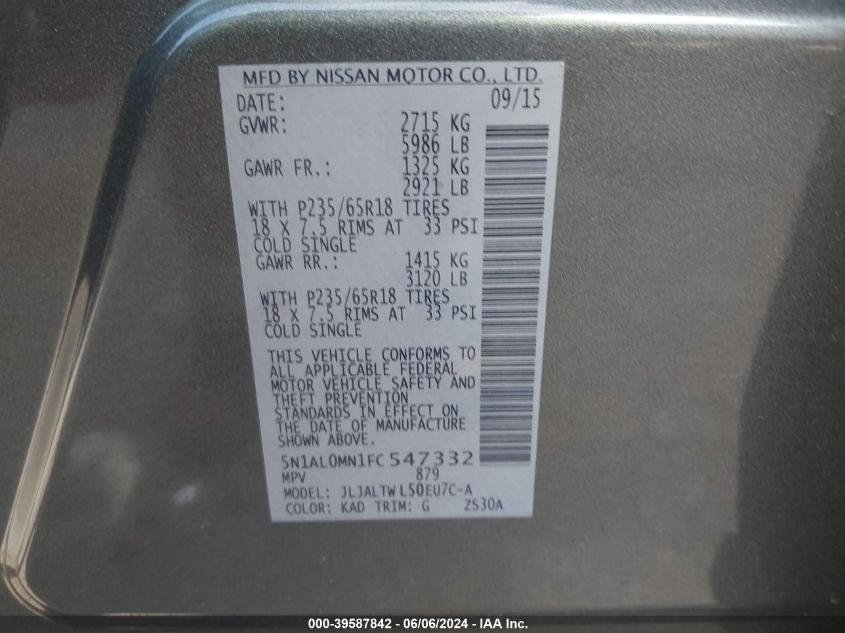 MFD BY NISSAN MOTOR CO., LTD.
DATE: 09/15
GVWR: 2715 KG
5986 LB
GAWR FR.: 1325 KG
2921 LB
WITH P235/65R18 TIRES
18 X 7.5 RIMS AT 33 PSI
COLD SINGLE
GAWR RR.: 1415 KG
3120 LB
WITH P235/65R18 TIRES
18 X 7.5 RIMS AT 33 PSI
COLD SINGLE
THIS VEHICLE CONFORMS TO
ALL APPLICABLE FEDERAL
MOTOR VEHICLE SAFETY AND
THEFT PREVENTION
STANDARDS IN EFFECT ON
THE DATE OF MANUFACTURE
SHOWN ABOVE.
5N1AL0MN1FC547332
MPV 879
MODEL: JLJALTWL50EU7C-A
COLOR: KAD TRIM: G ZS30A
000-39587842 - 06/06/2024 - IAA Inc.